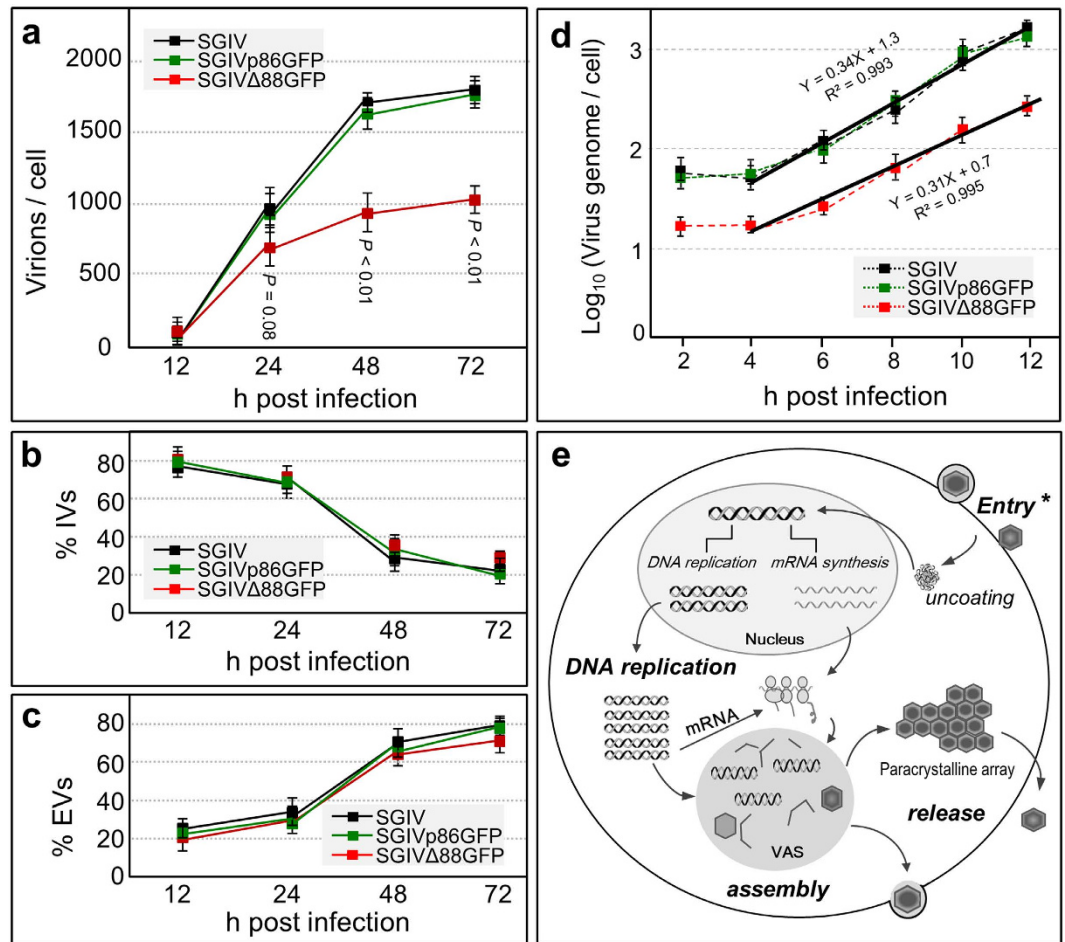 a
SGIV
SGIVp86GFP
SGIVΔ88GFP
2000
1500
1000
500
0
Virions / cell
P = 0.08
P < 0.01
P < 0.01
12 24 48 72
h post infection
b
80
60
40
20
0
% IVs
SGIV
SGIVp86GFP
SGIVΔ88GFP
12 24 48 72
h post infection
c
80
60
40
20
0
% EVs
SGIV
SGIVp86GFP
SGIVΔ88GFP
12 24 48 72
h post infection
d
3
2
1
0
Log₁₀ (Virus genome / cell)
Y = 0.34X + 1.3
R² = 0.993
Y = 0.31X + 0.7
R² = 0.995
SGIV
SGIVp86GFP
SGIVΔ88GFP
2 4 6 8 10 12
h post infection
e
Entry *
DNA replication mRNA synthesis
uncoating
Nucleus
DNA replication
mRNA
Paracrystalline array
release
VAS
assembly